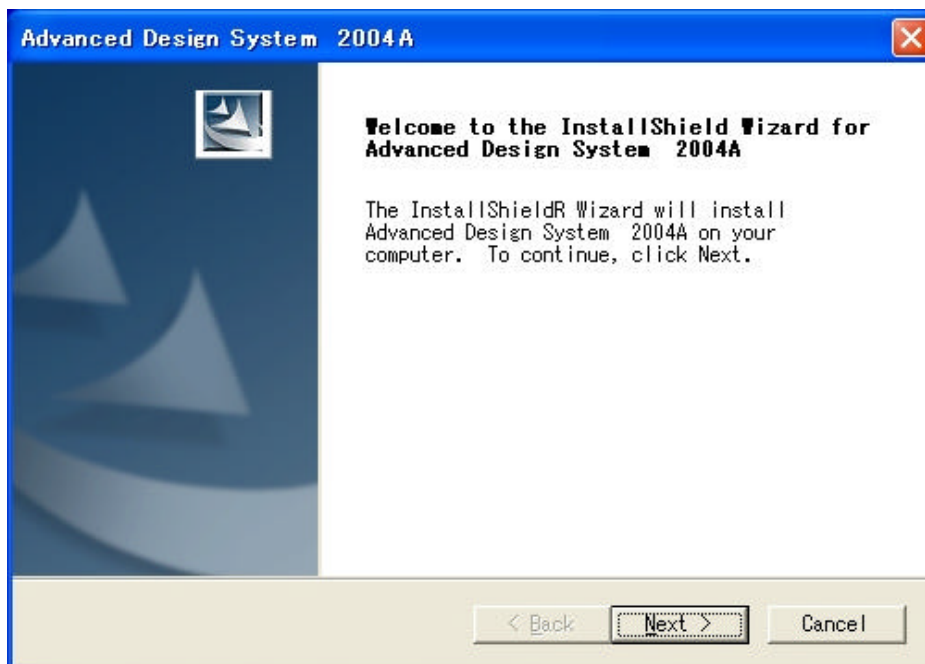 Advanced Design System 2004A
Welcome to the InstallShield Wizard for
Advanced Design System 2004A
The InstallShieldR Wizard will install
Advanced Design System 2004A on your
computer. To continue, click Next.
< Back Next > Cancel